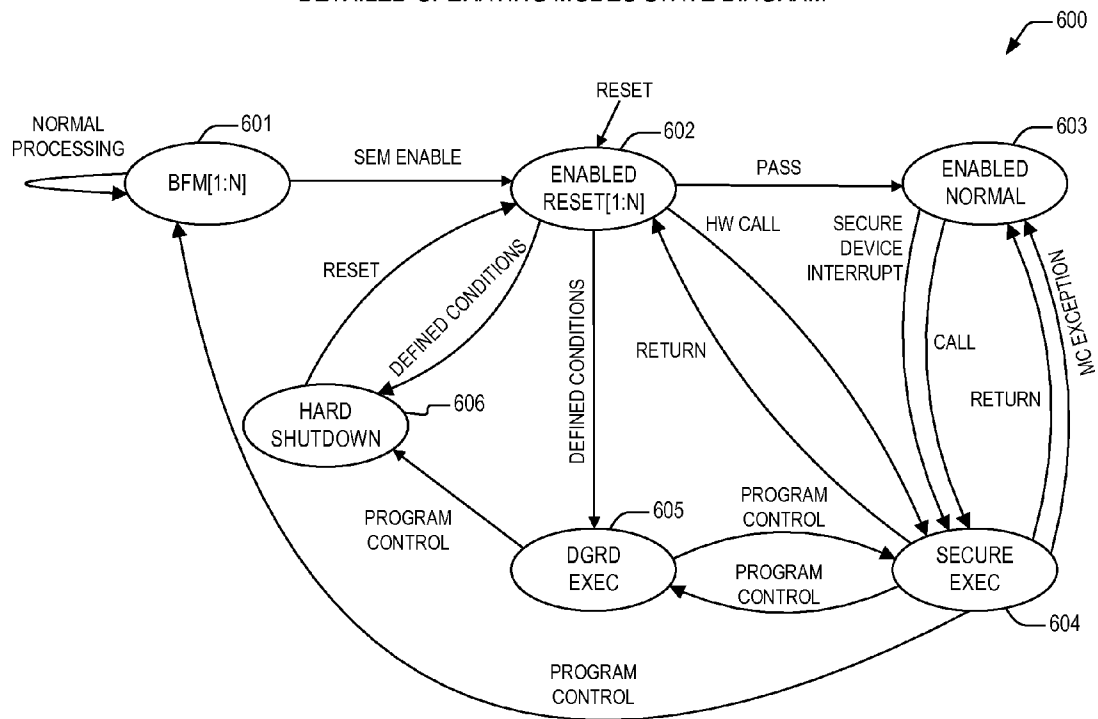 DETAILED OPERATING MODES STATE DIAGRAM
600
RESET
NORMAL
PROCESSING
601
602
603
BFM[1:N]
SEM ENABLE
ENABLED
RESET[1:N]
PASS
ENABLED
NORMAL
HW CALL
SECURE
DEVICE
INTERRUPT
RESET
DEFINED CONDITIONS
DEFINED CONDITIONS
RETURN
CALL
MC EXCEPTION
RETURN
HARD
SHUTDOWN
606
PROGRAM
CONTROL
605
DGRD
EXEC
PROGRAM
CONTROL
PROGRAM
CONTROL
SECURE
EXEC
604
PROGRAM
CONTROL